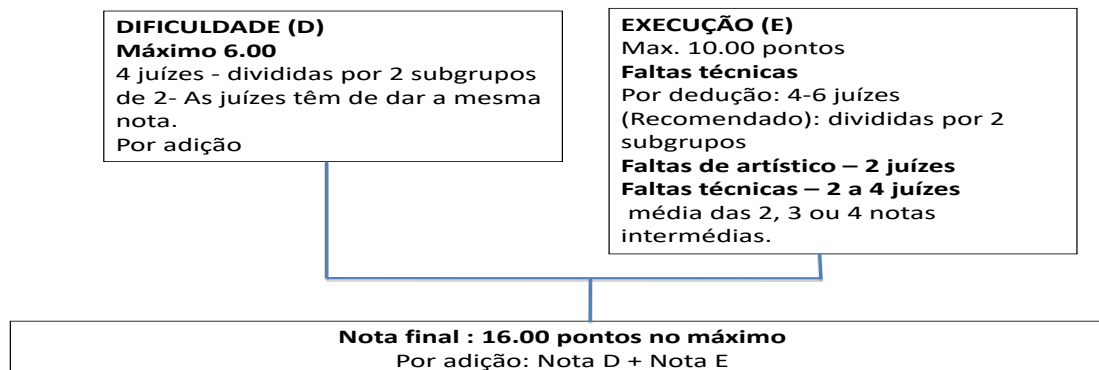 DIFICULDADE (D)
Máximo 6.00
4 juízes - divididas por 2 subgrupos
de 2- As juízes têm de dar a mesma
nota.
Por adição
EXECUÇÃO (E)
Max. 10.00 pontos
Faltas técnicas
Por dedução: 4-6 juízes
(Recomendado): divididas por 2
subgrupos
Faltas de artístico – 2 juízes
Faltas técnicas – 2 a 4 juízes
média das 2, 3 ou 4 notas
intermédias.
Nota final : 16.00 pontos no máximo
Por adição: Nota D + Nota E